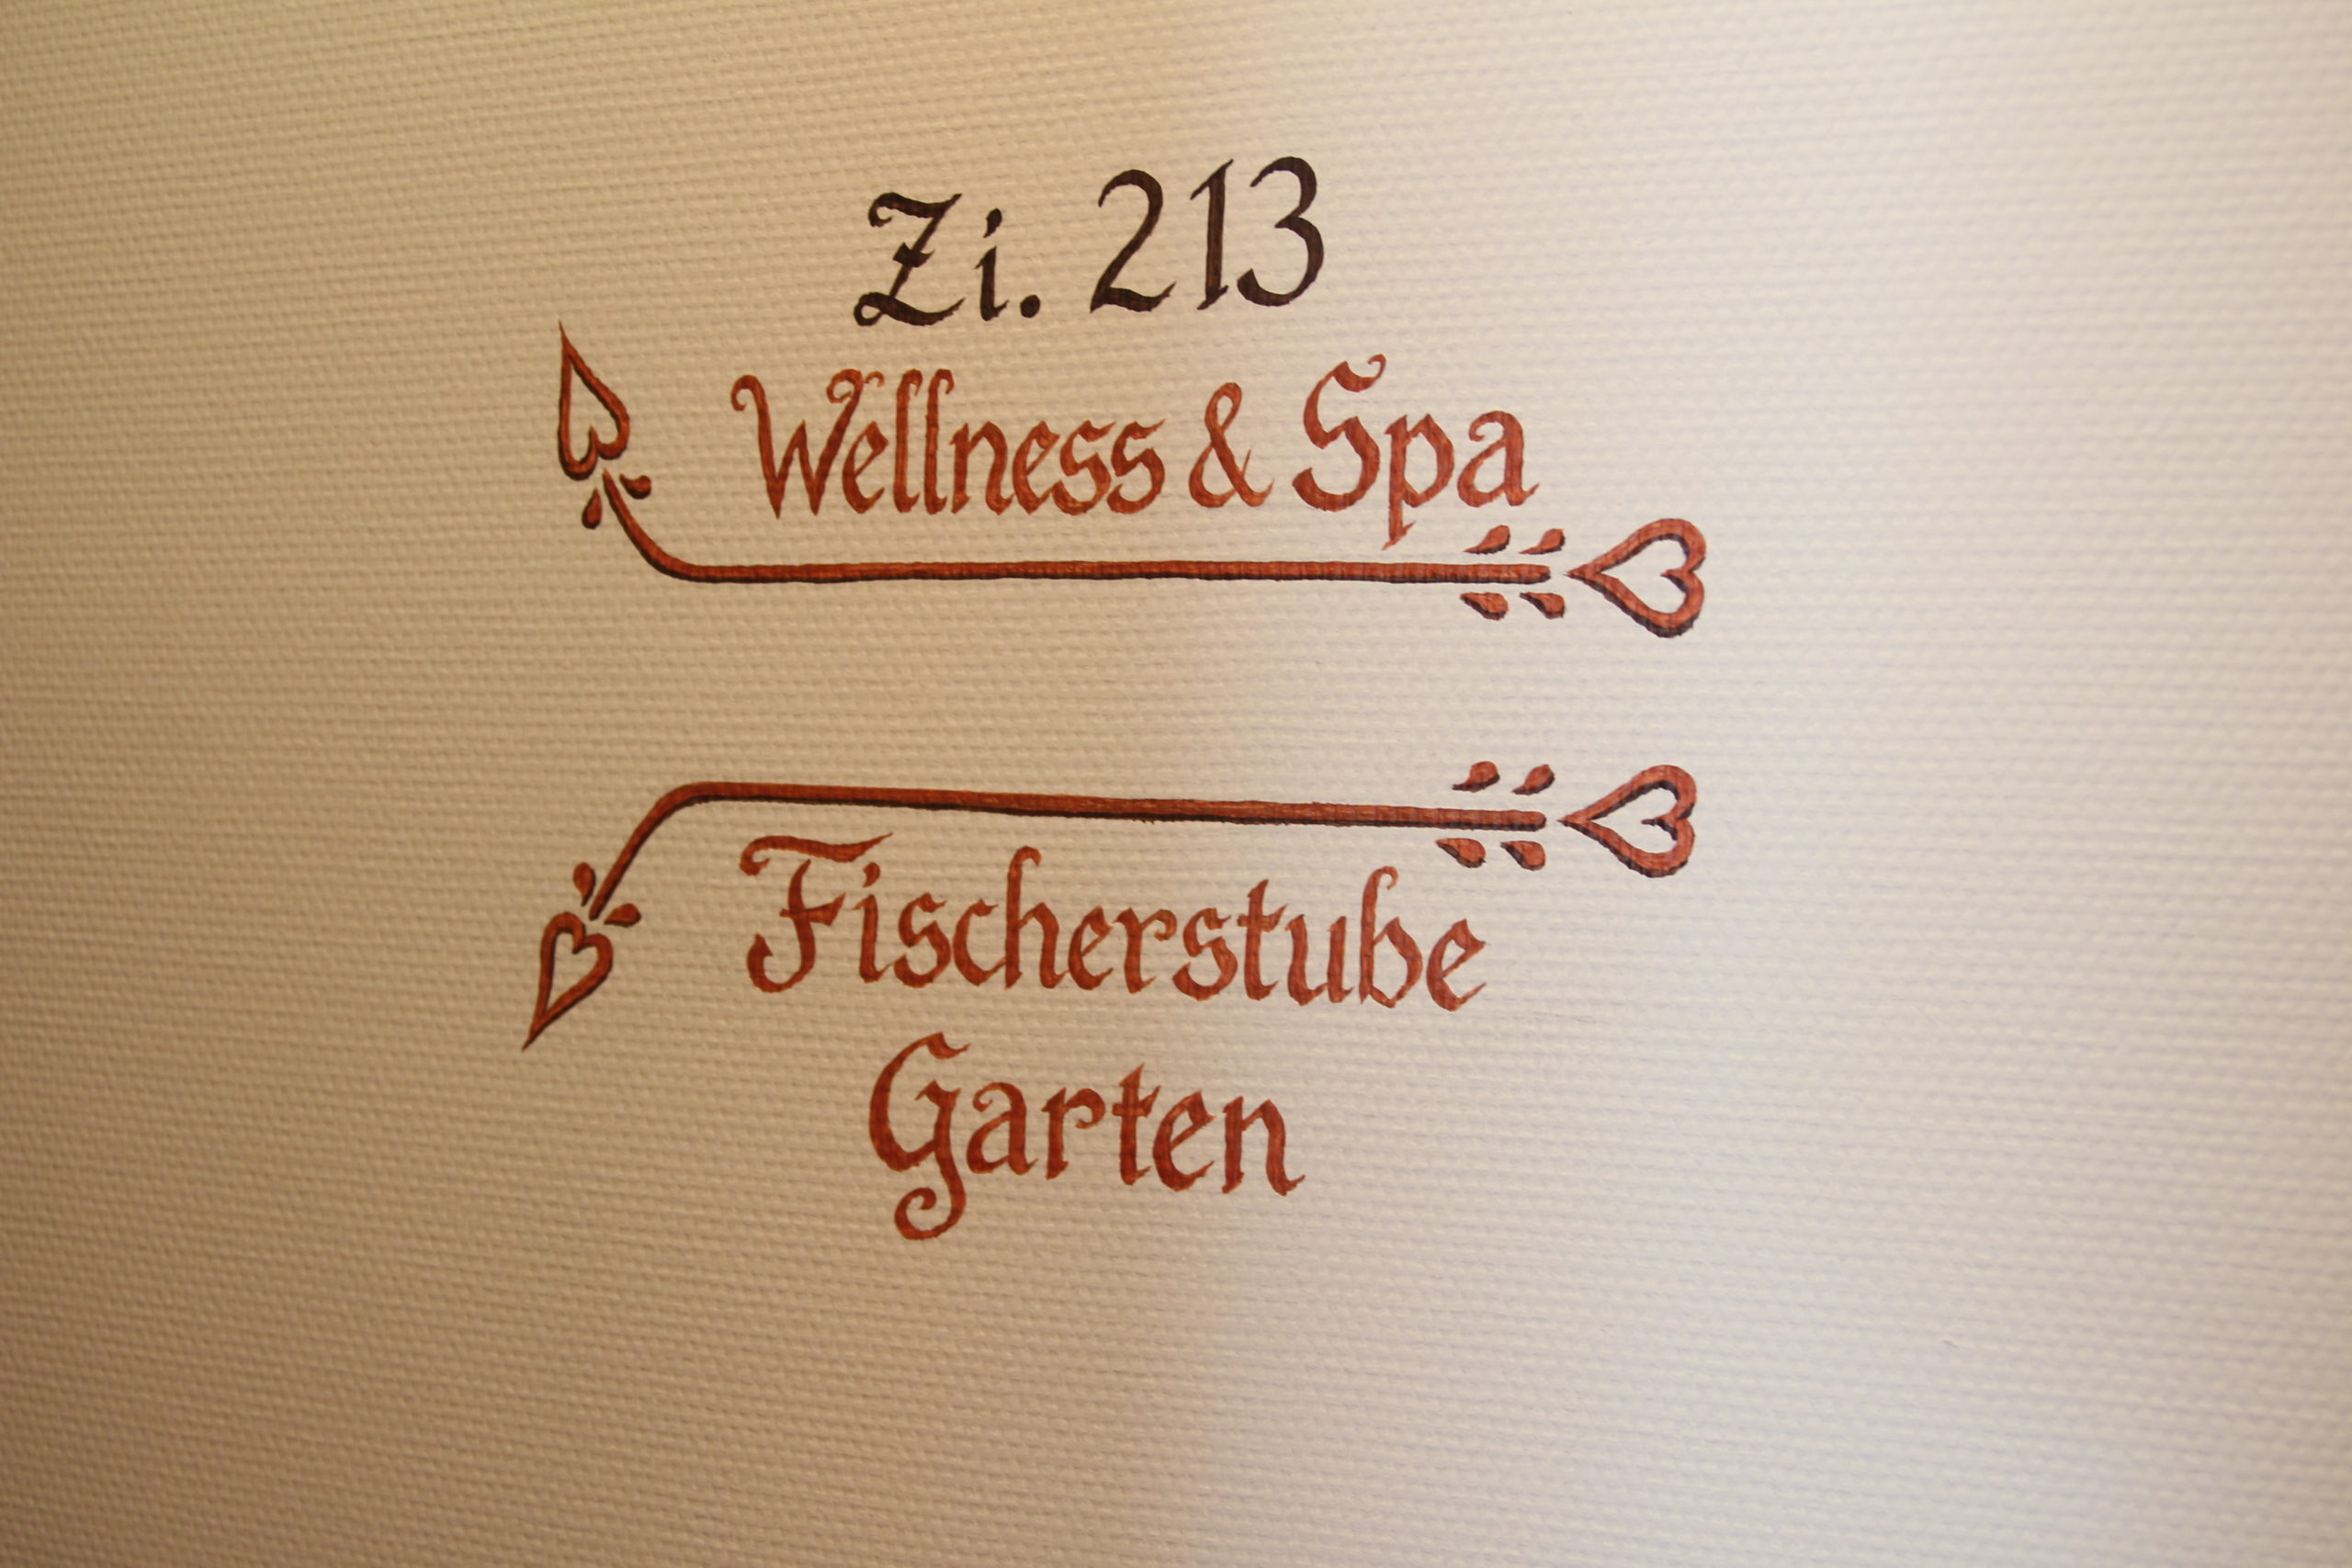 Zi. 213
Wellness & Spa
Fischerstube
Garten